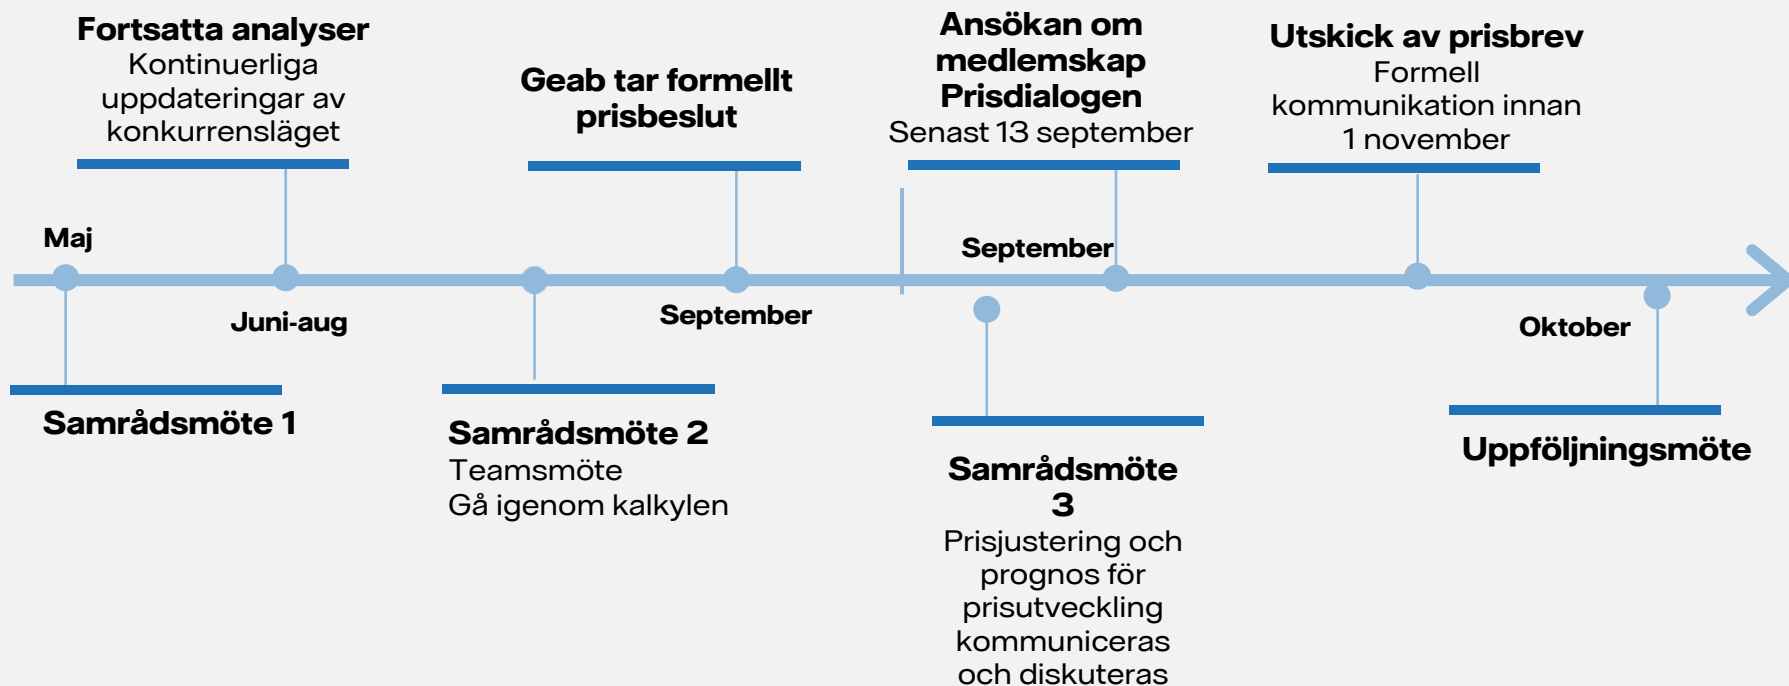 Fortsatta analyser
Kontinuerliga
uppdateringar av
konkurrensläget
Geab tar formellt
prisbeslut
Ansökan om
medlemskap
Prisdialogen
Senast 13 september
Utskick av prisbrev
Formell
kommunikation innan
1 november
Maj
Juni-aug
September
September
Oktober
Samrådsmöte 1
Samrådsmöte 2
Teamsmöte
Gå igenom kalkylen
Samrådsmöte
3
Prisjustering och
prognos för
prisutveckling
kommuniceras
och diskuteras
Uppföljningsmöte